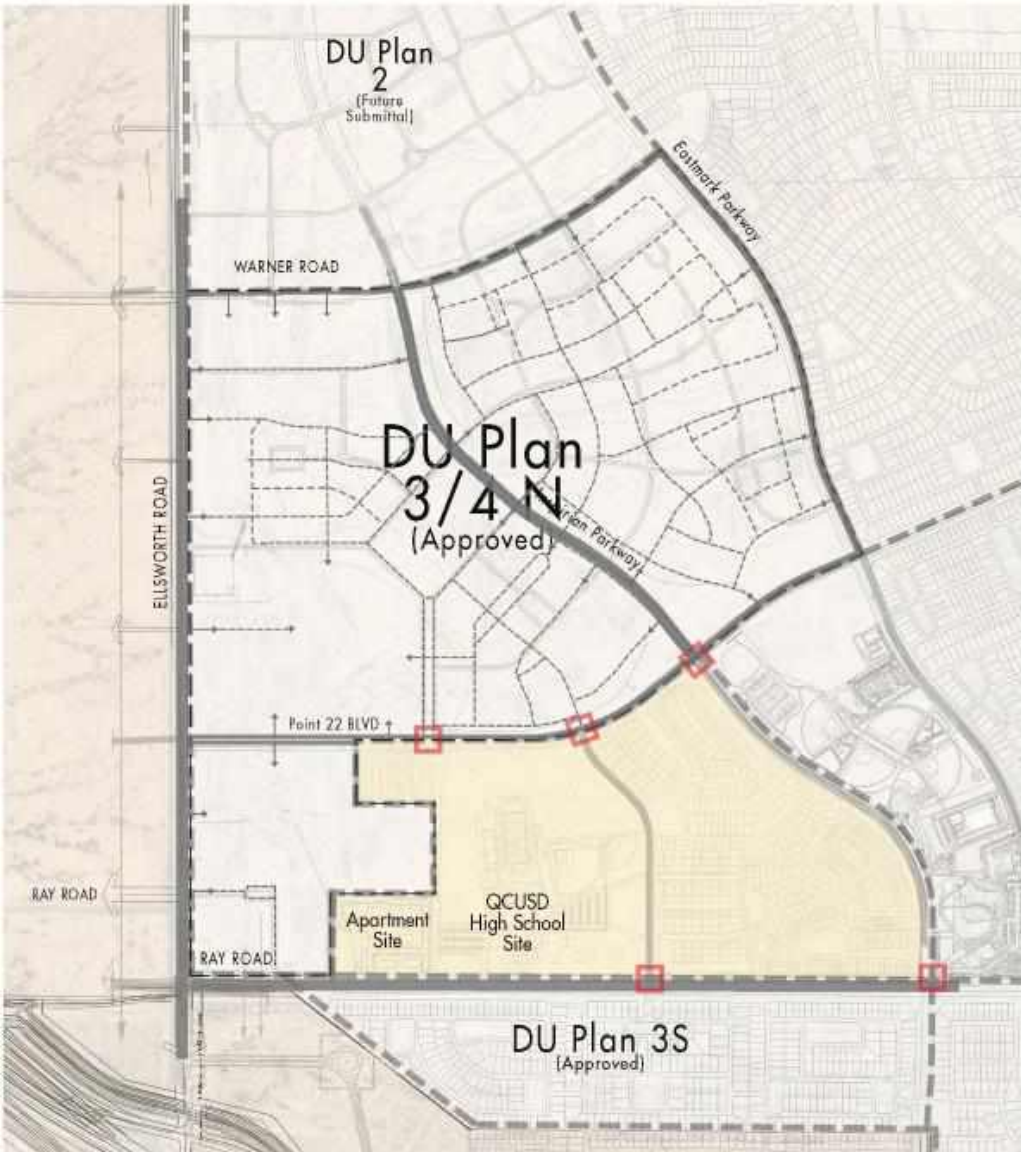 DU Plan
2
(Future
Submittal)
Eastmark Parkway
WARNER ROAD
DU Plan
3/4 N
(Approved)
Parkway
ELLSWORTH ROAD
Point 22 BLVD
RAY ROAD
Apartment
Site
QCUSD
High School
Site
RAY ROAD
DU Plan 3S
(Approved)